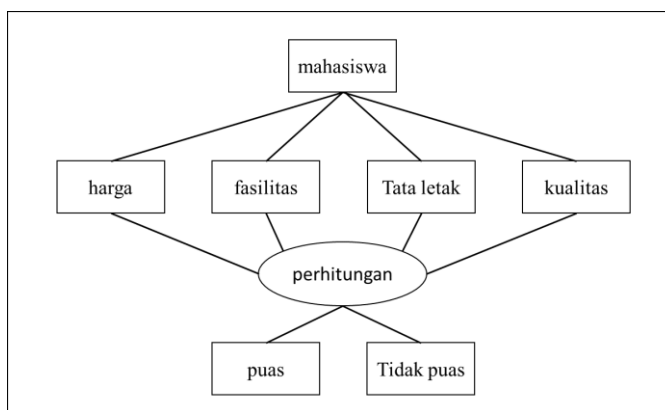 mahasiswa
harga
fasilitas
Tata letak
kualitas
perhitungan
puas
Tidak puas